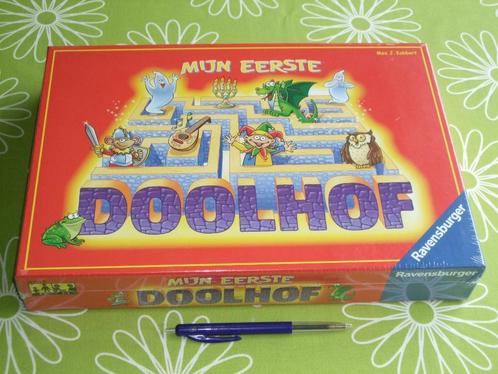 Max J. Kobbert
MIJN EERSTE
DOOLHOF
Ravensburger
Ravensburger
MIJN EERSTE
DOOLHOF